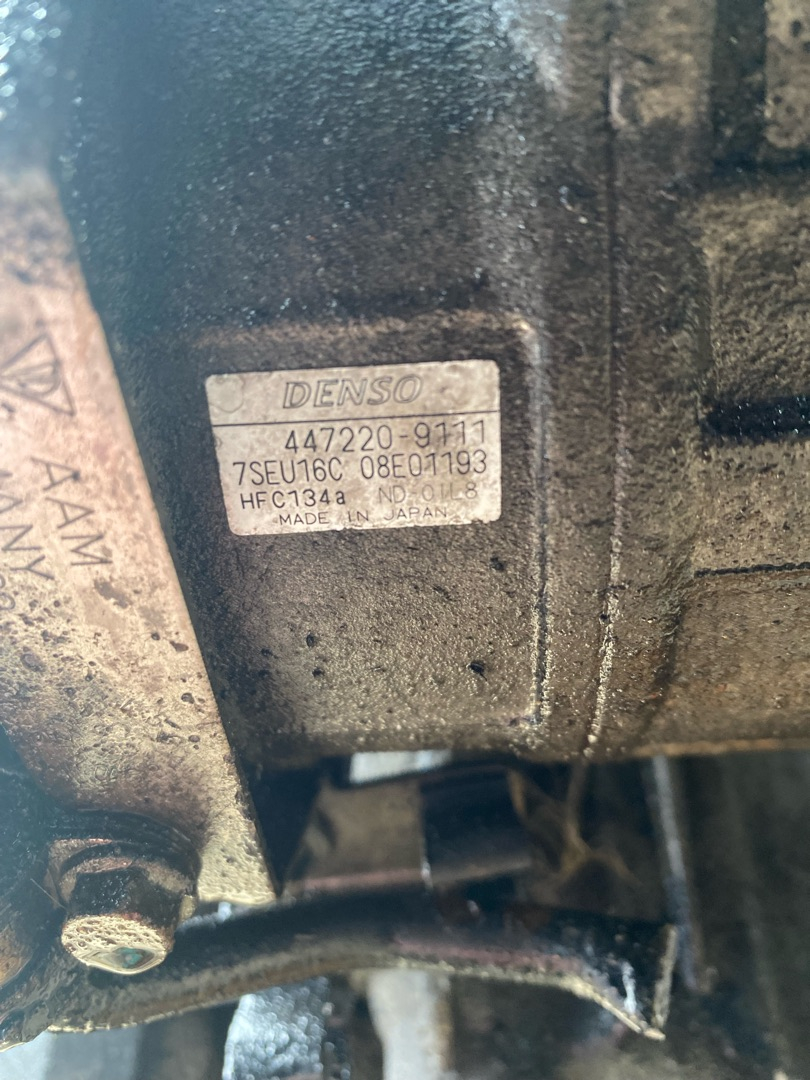 DENSO
447220-9111
7SEU16C 08E01193
HFC134a ND-OIL8
MADE IN JAPAN
AAM